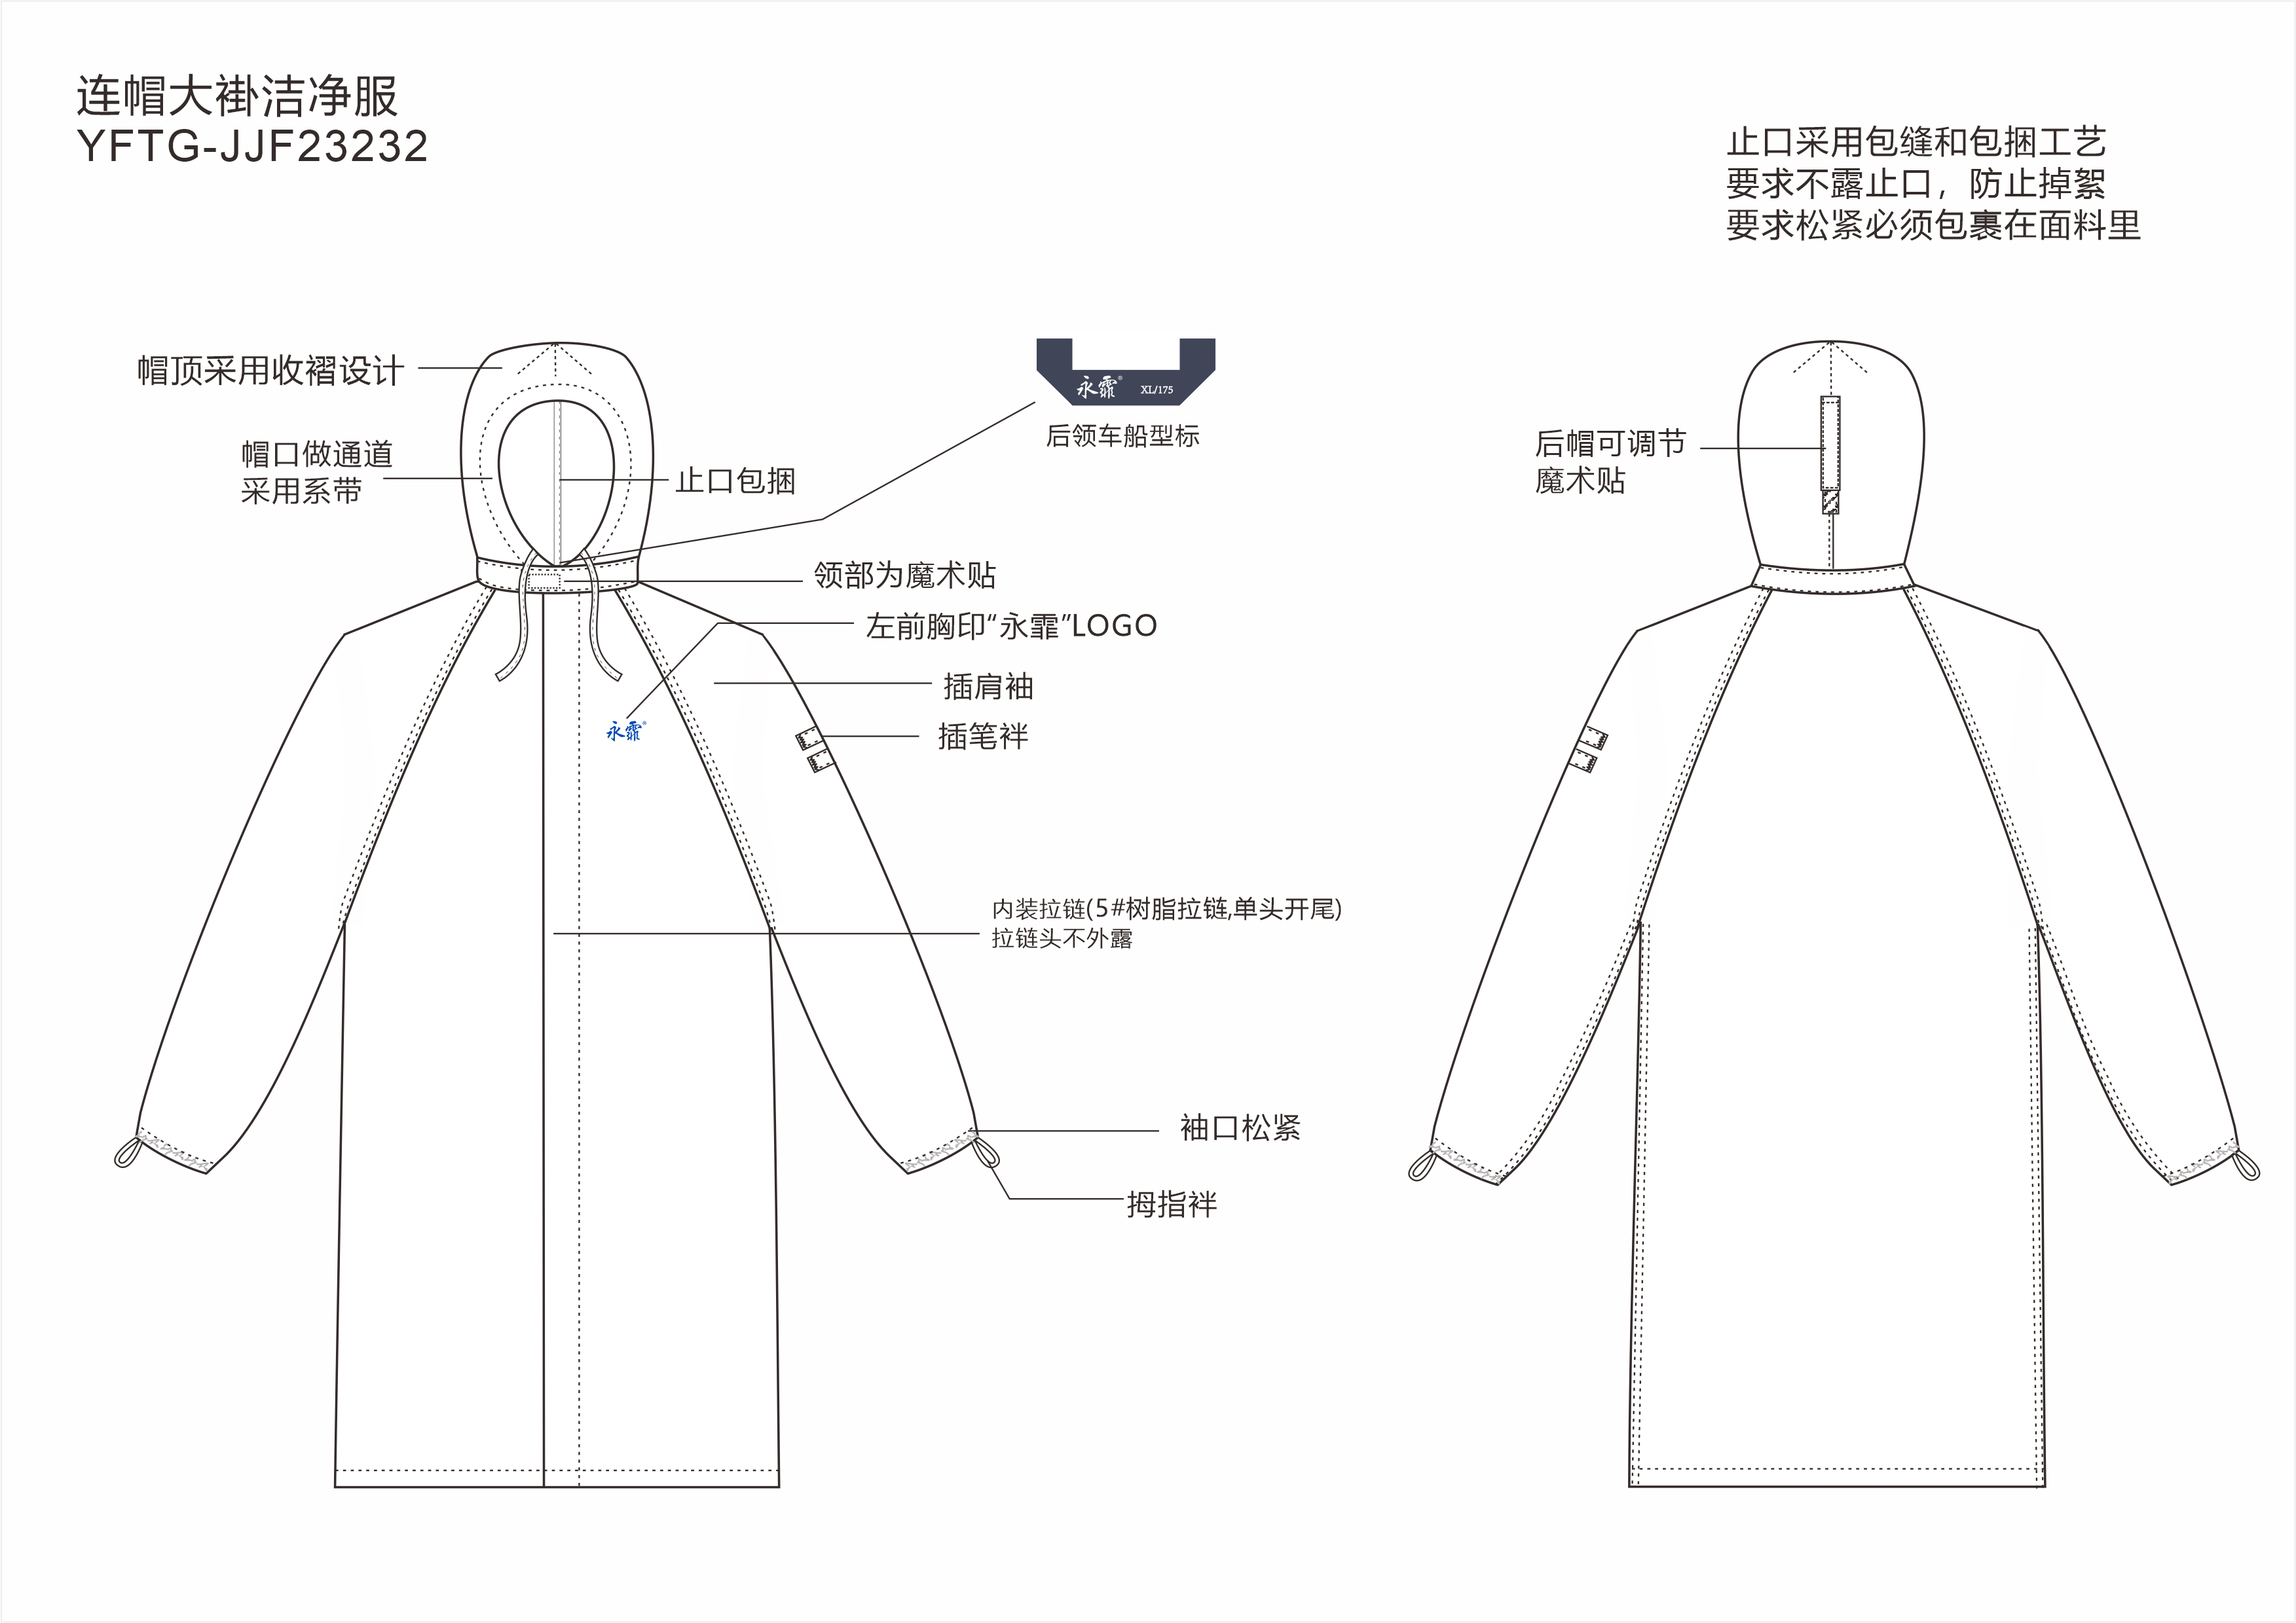 连帽大褂洁净服
YFTG-JJF23232
止口采用包缝和包捆工艺
要求不露止口，防止掉絮
要求松紧必须包裹在面料里
帽顶采用收褶设计
帽口做通道
采用系带
止口包捆
永霏®
XL/175
后领车船型标
后帽可调节
魔术贴
领部为魔术贴
左前胸印“永霏”LOGO
插肩袖
永霏®
插笔袢
内装拉链(5#树脂拉链,单头开尾)
拉链头不外露
袖口松紧
拇指袢